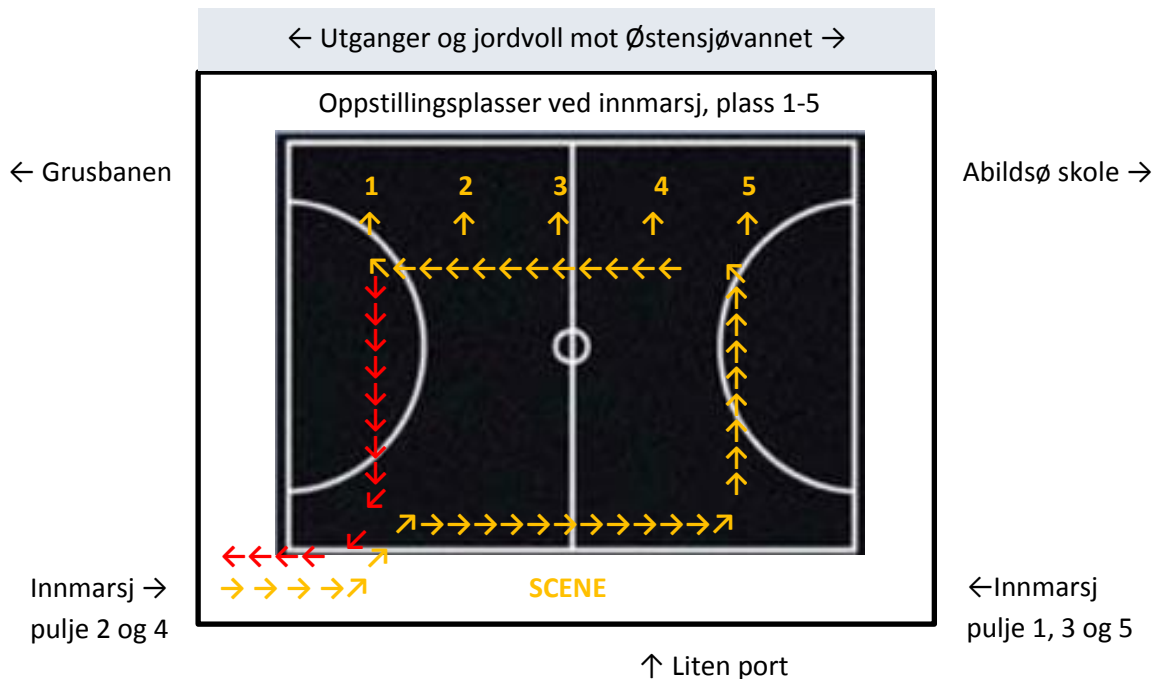 ← Utganger og jordvoll mot Østensjøvannet →
Oppstillingsplasser ved innmarsj, plass 1-5
← Grusbanen
Abildsø skole →
1 2 3 4 5
Innmarsj →
pulje 2 og 4
SCENE
←Innmarsj
pulje 1, 3 og 5
↑ Liten port